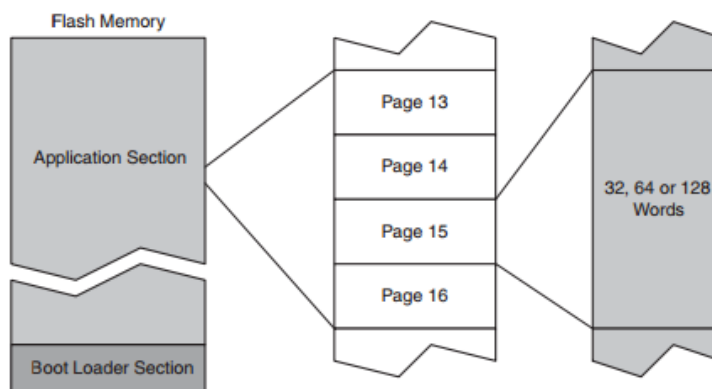 Flash Memory
Application Section
Boot Loader Section
Page 13
Page 14
Page 15
Page 16
32, 64 or 128
Words